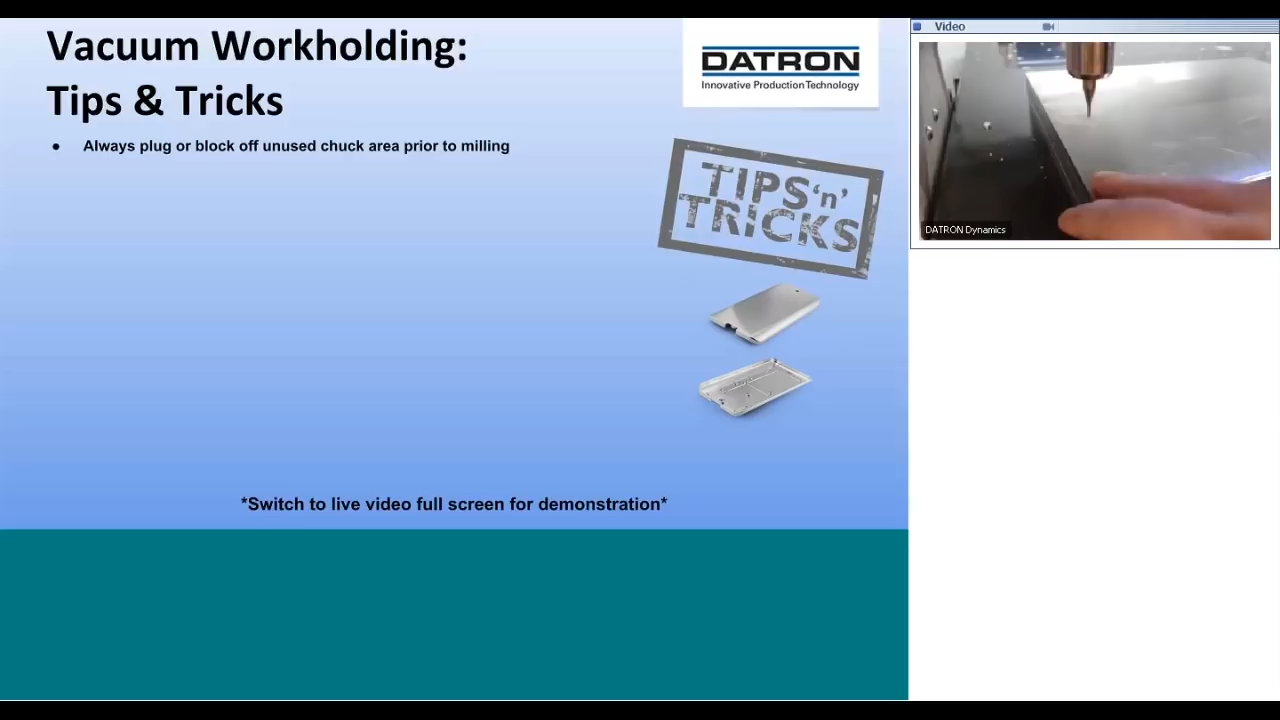 Vacuum Workholding:
Tips & Tricks
DATRON
Innovative Production Technology
• Always plug or block off unused chuck area prior to milling
TIPS'n'
TRICKS
*Switch to live video full screen for demonstration*
Video
DATRON Dynamics